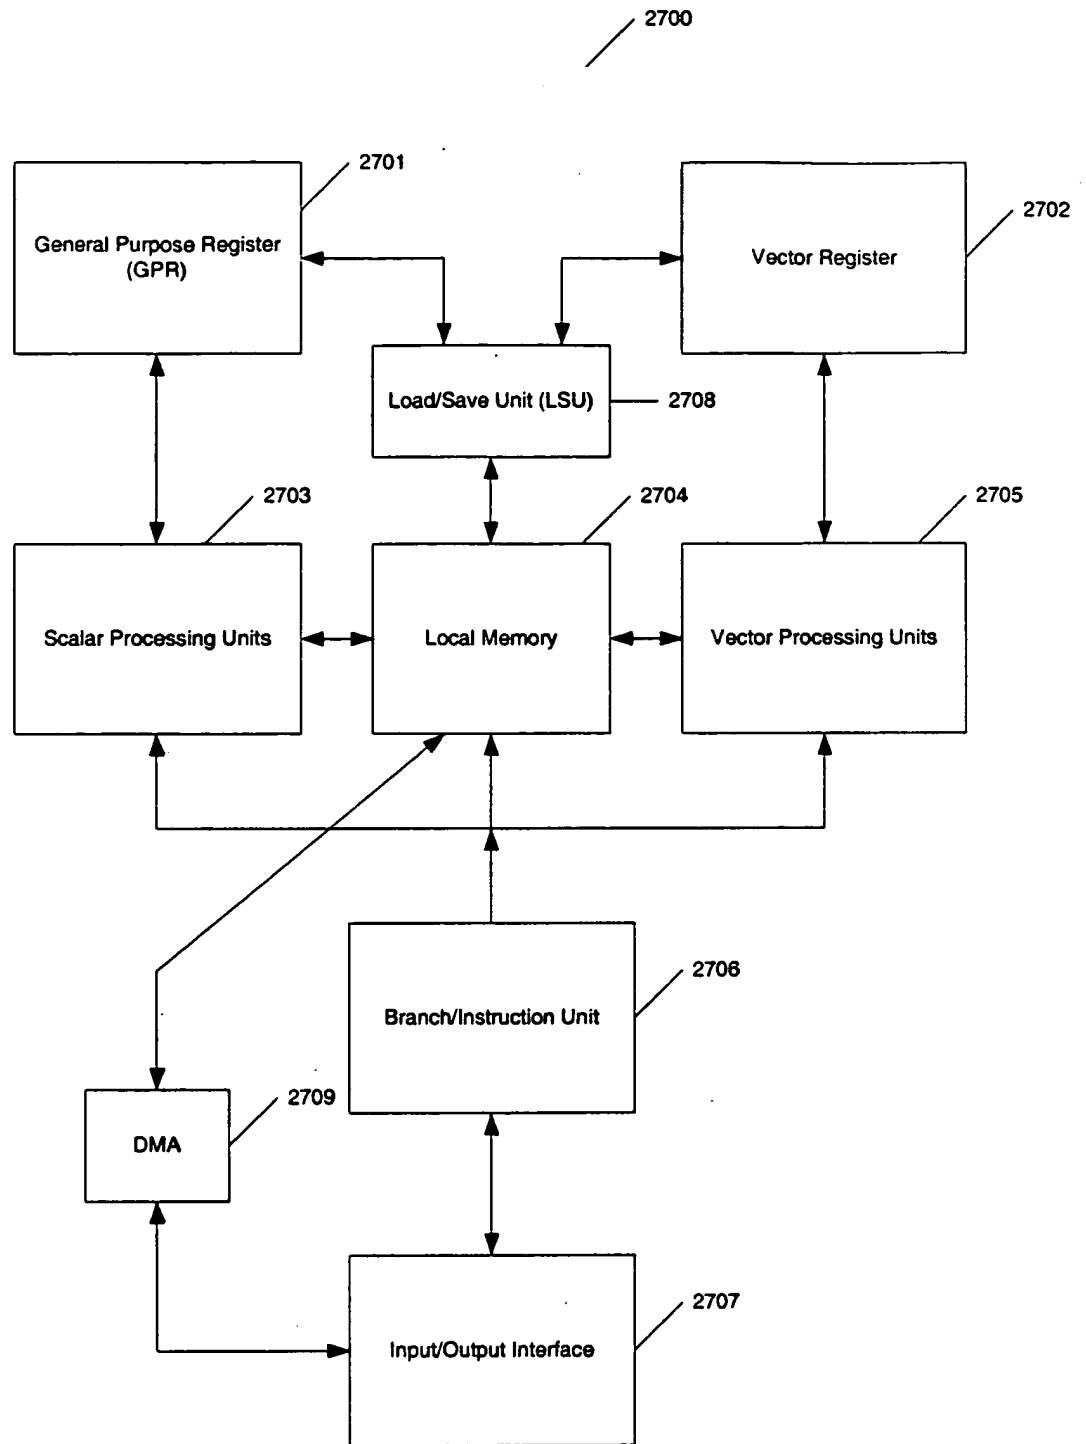 2700
2701
General Purpose Register
(GPR)
2702
Vector Register
Load/Save Unit (LSU)
2708
2703
2704
2705
Scalar Processing Units
Local Memory
Vector Processing Units
2706
Branch/Instruction Unit
2709
DMA
2707
Input/Output Interface